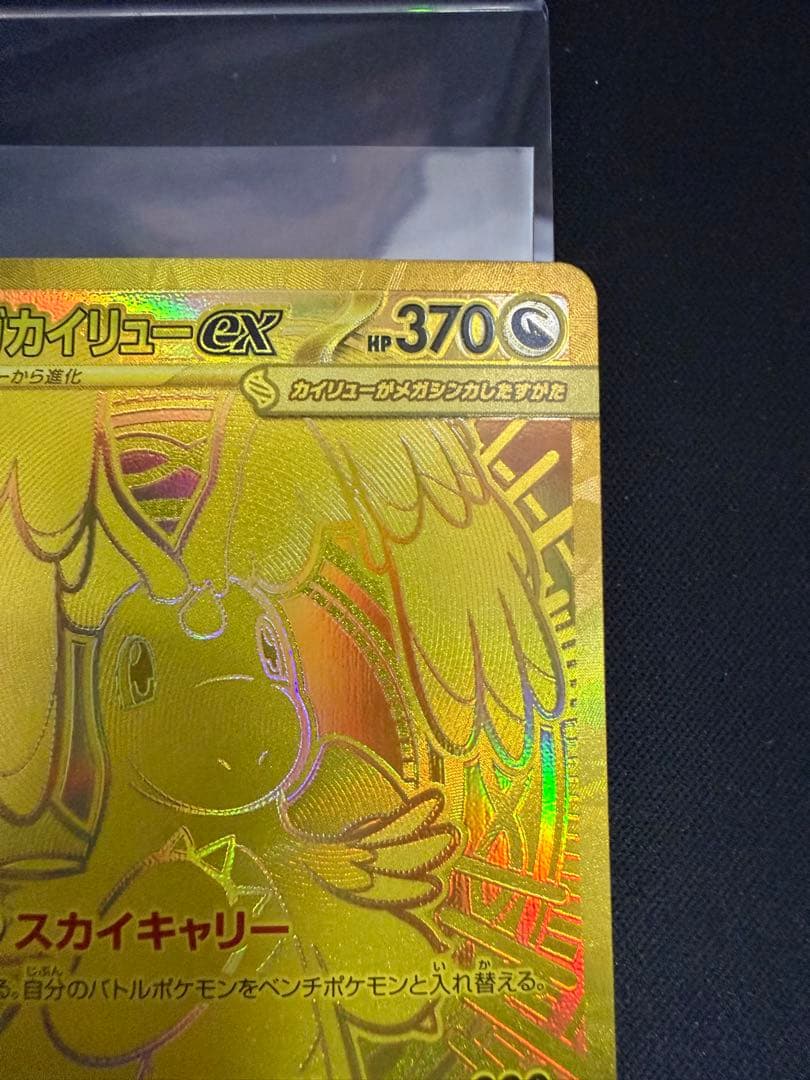 ガカイリューex HP370
ーから進化
カイリューがメガシンカしたすがた
スカイキャリー
る。自分のバトルポケモンをベンチポケモンと入れ替える。